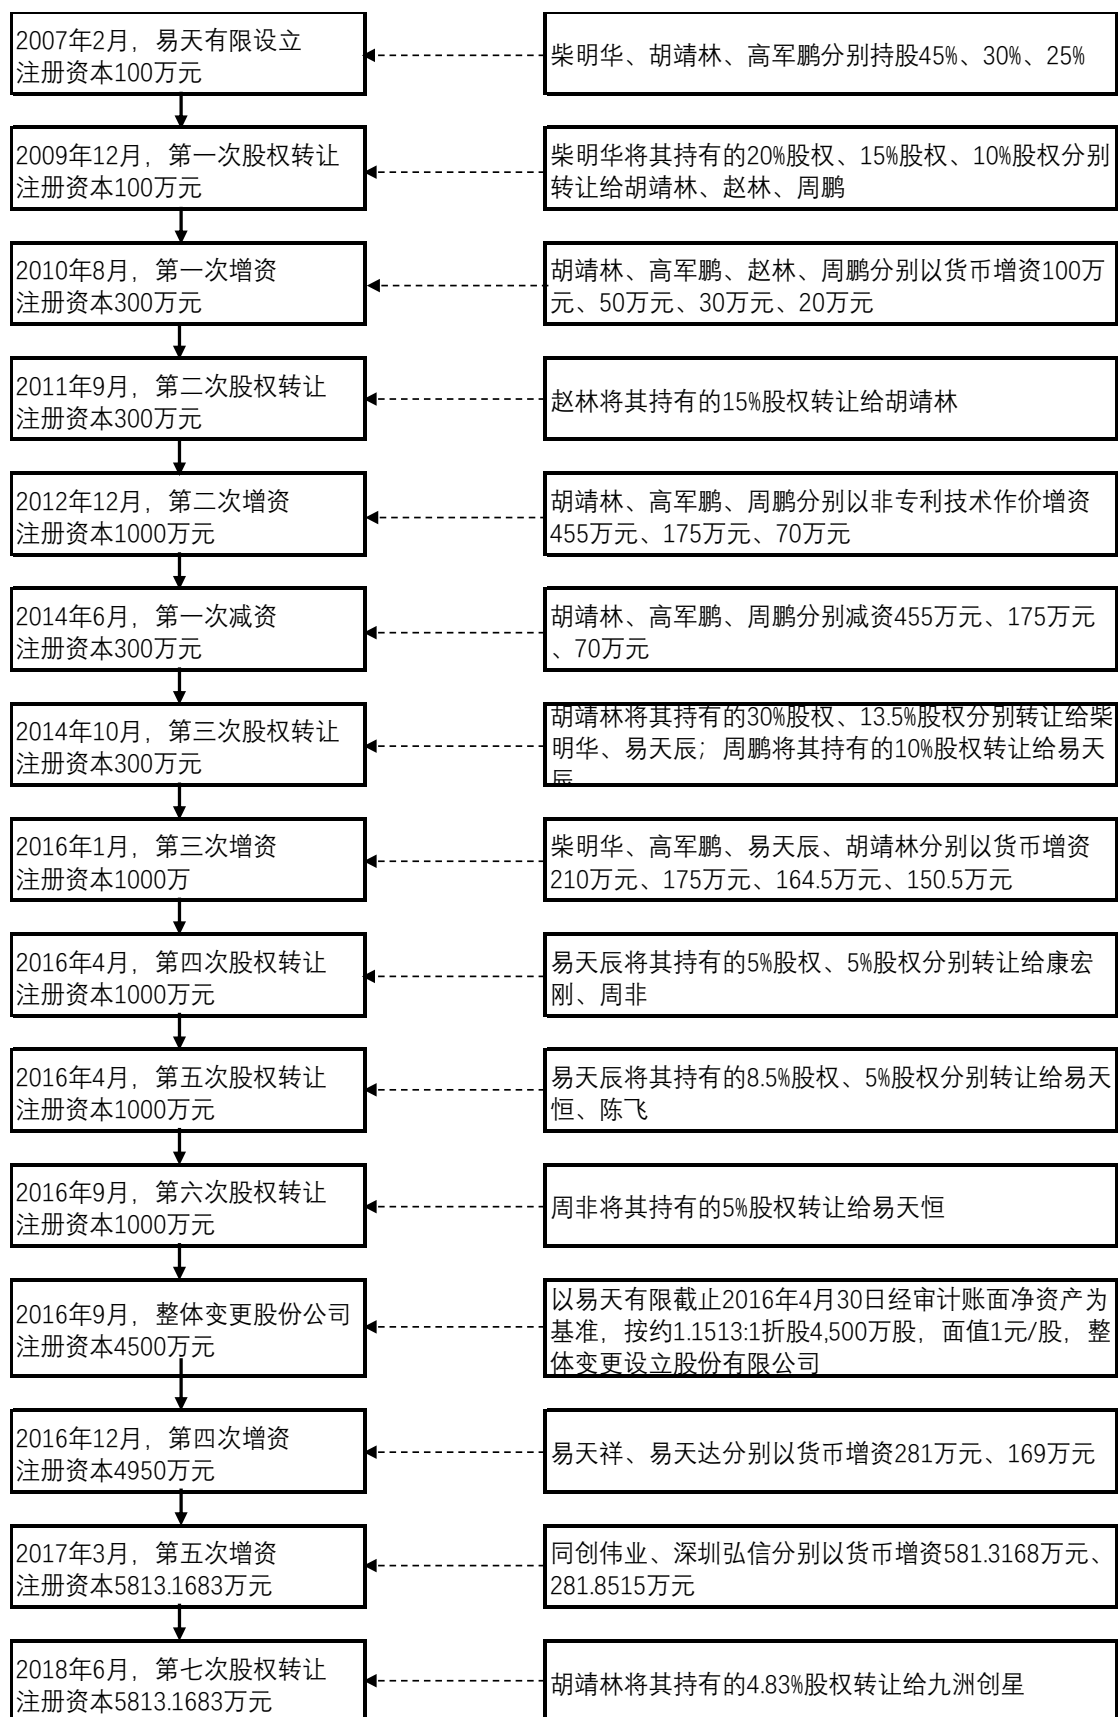 2007年2月，易天有限设立
注册资本100万元
柴明华、胡靖林、高军鹏分别持股45%、30%、25%
2009年12月，第一次股权转让
注册资本100万元
柴明华将其持有的20%股权、15%股权、10%股权分别
转让给胡靖林、赵林、周鹏
2010年8月，第一次增资
注册资本300万元
胡靖林、高军鹏、赵林、周鹏分别以货币增资100万
元、50万元、30万元、20万元
2011年9月，第二次股权转让
注册资本300万元
赵林将其持有的15%股权转让给胡靖林
2012年12月，第二次增资
注册资本1000万元
胡靖林、高军鹏、周鹏分别以非专利技术作价增资
455万元、175万元、70万元
2014年6月，第一次减资
注册资本300万元
胡靖林、高军鹏、周鹏分别减资455万元、175万元
、70万元
2014年10月，第三次股权转让
注册资本300万元
胡靖林将其持有的30%股权、13.5%股权分别转让给柴
明华、易天辰；周鹏将其持有的10%股权转让给易天
辰
2016年1月，第三次增资
注册资本1000万
柴明华、高军鹏、易天辰、胡靖林分别以货币增资
210万元、175万元、164.5万元、150.5万元
2016年4月，第四次股权转让
注册资本1000万元
易天辰将其持有的5%股权、5%股权分别转让给康宏
刚、周非
2016年4月，第五次股权转让
注册资本1000万元
易天辰将其持有的8.5%股权、5%股权分别转让给易天
恒、陈飞
2016年9月，第六次股权转让
注册资本1000万元
周非将其持有的5%股权转让给易天恒
2016年9月，整体变更股份公司
注册资本4500万元
以易天有限截止2016年4月30日经审计账面净资产为
基准，按约1.1513:1折股4,500万股，面值1元/股，整
体变更设立股份有限公司
2016年12月，第四次增资
注册资本4950万元
易天祥、易天达分别以货币增资281万元、169万元
2017年3月，第五次增资
注册资本5813.1683万元
同创伟业、深圳弘信分别以货币增资581.3168万元、
281.8515万元
2018年6月，第七次股权转让
注册资本5813.1683万元
胡靖林将其持有的4.83%股权转让给九洲创星